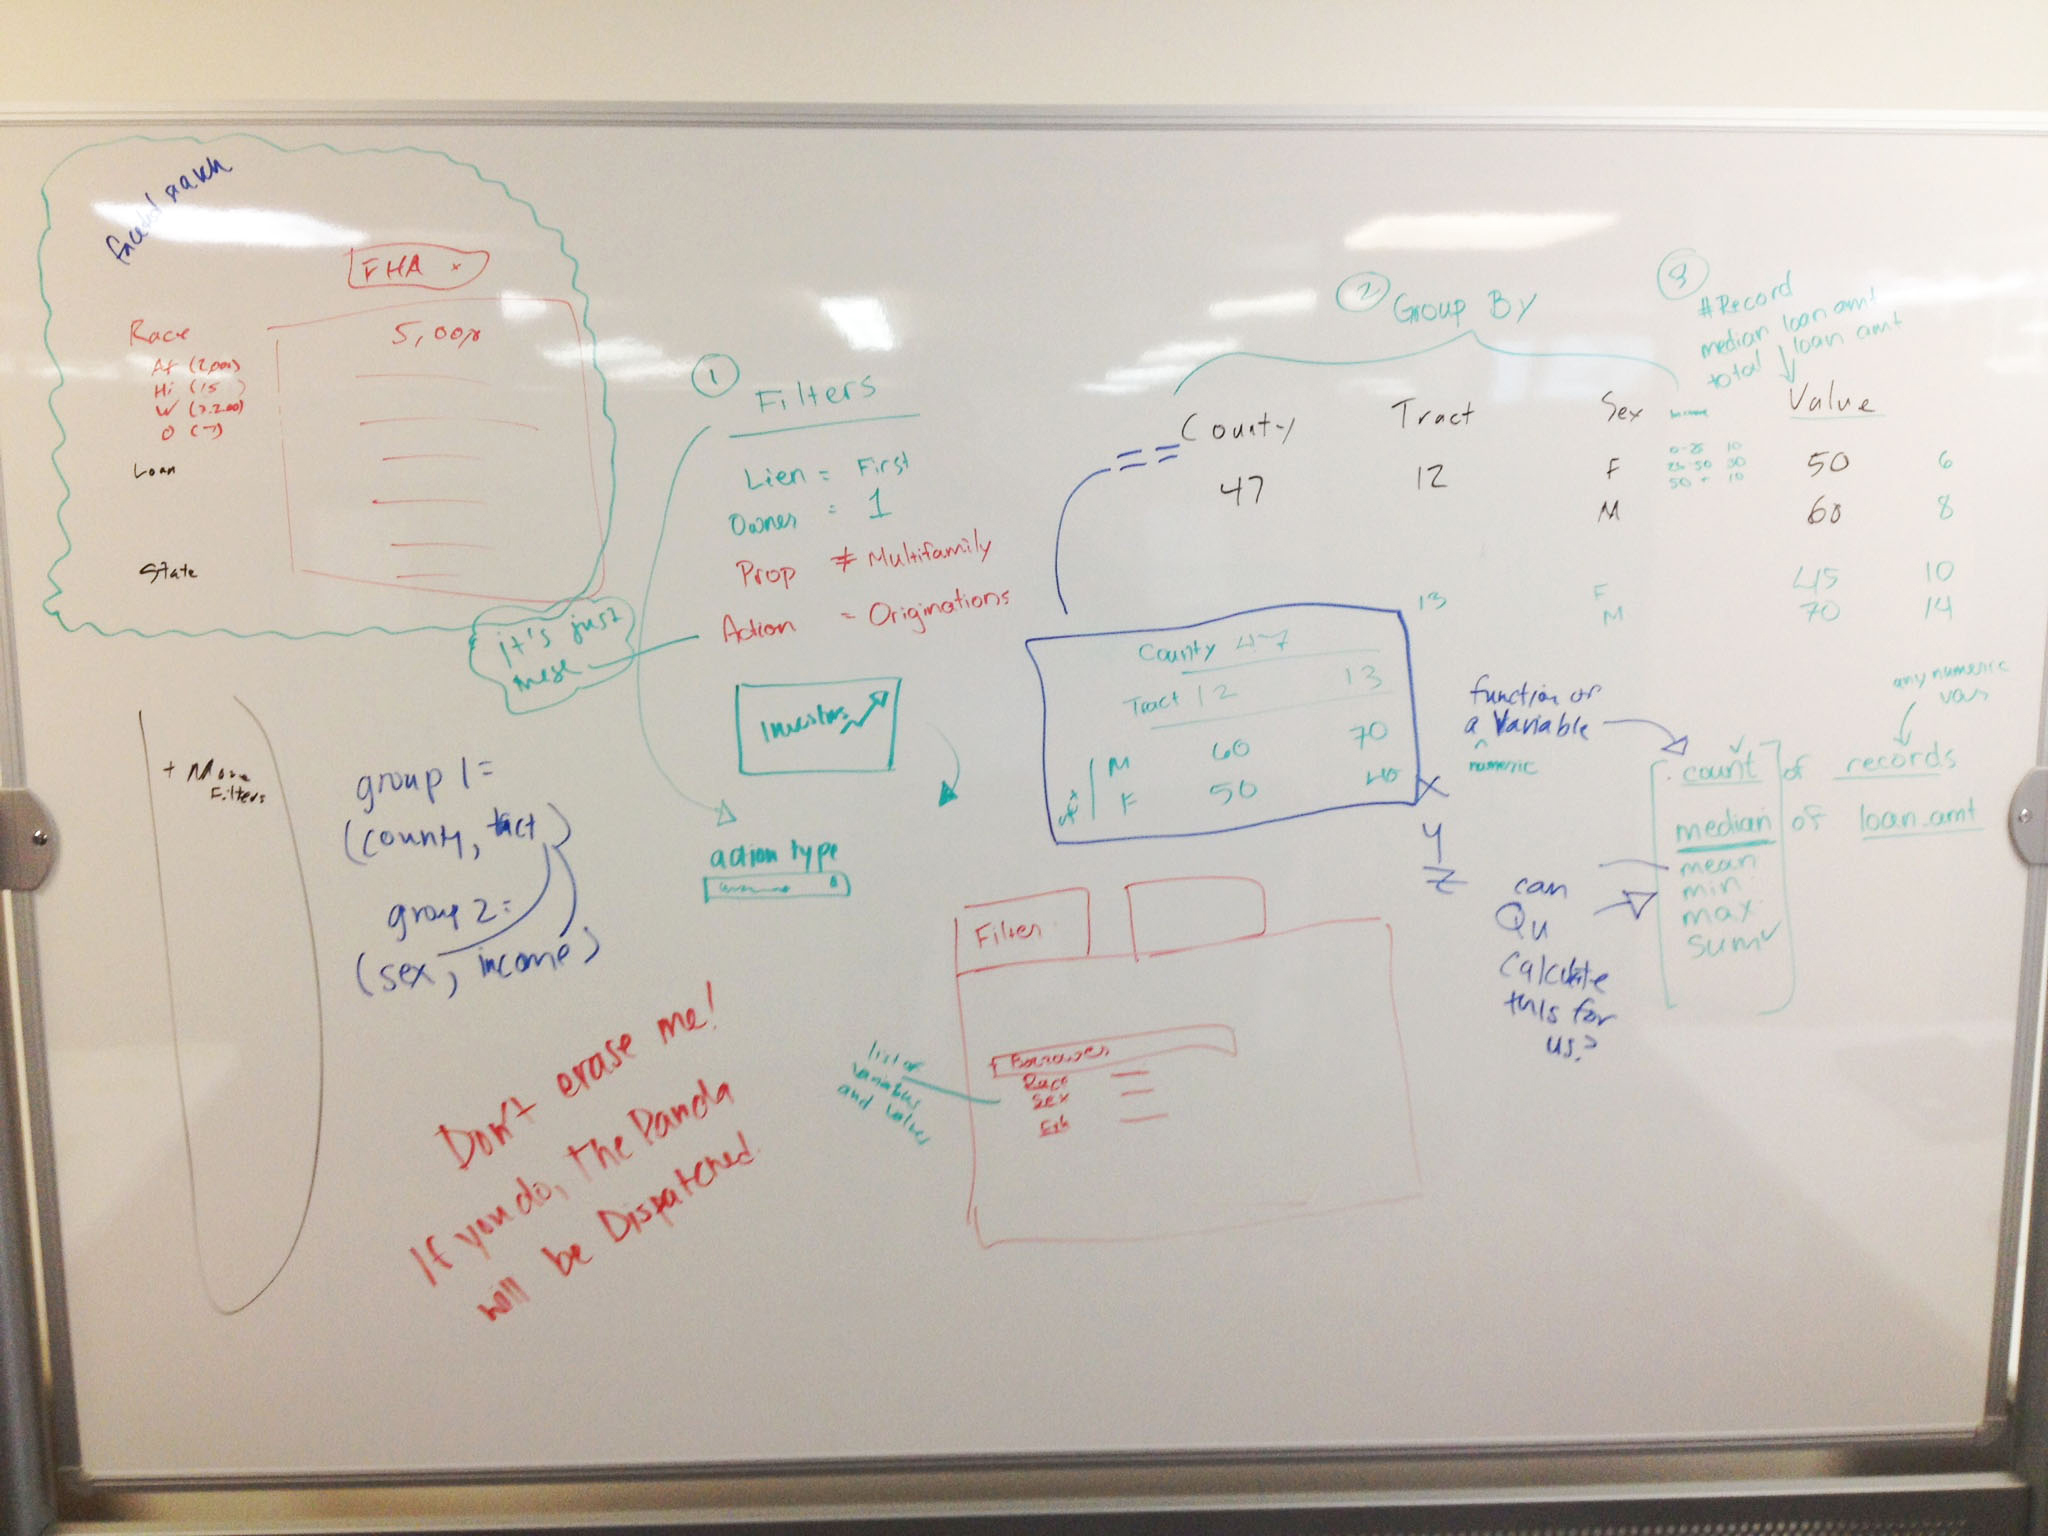 faceted search
FHA x
Race
Af (2,000)
Hi (15 )
W (3,200)
O (7)
5,00
Loan
State
it's just
these
+ More
Filters
group 1 =
(county, tract)
group 2 =
(sex, income)
Don't erase me!
If you do, the Panda
will be Dispatched
1
Filters
Lien = First
Owner = 1
Prop ≠ Multifamily
Action = Originations
action type
list of
variables
and values
Filter
Borrower
Race
Sex
Eth
2 Group By
County Tract Sex income Value
47 12 F 50 6
0-25 10
25-50 30
50 + 10
M 60 8
13 F 45 10
M 70 14
3
#Record
median loan amt
total loan amt
County 47
Tract 12 13
M 60 70
F 50
X
Y
Z
function of
a Variable
^
numeric
any numeric
vars
count of records
median of loan amt
mean
min
max
sum
can
Qu
calculate
this for
us?